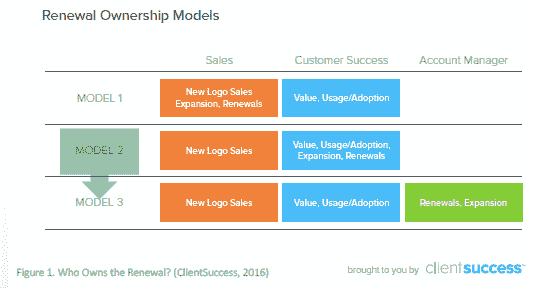 Renewal Ownership Models
Sales Customer Success Account Manager
MODEL 1
New Logo Sales
Expansion, Renewals
Value, Usage/Adoption
MODEL 2
New Logo Sales
Value, Usage/Adoption,
Expansion, Renewals
MODEL 3
New Logo Sales
Value, Usage/Adoption
Renewals, Expansion
Figure 1. Who Owns the Renewal? (ClientSuccess, 2016)
brought to you by clientsuccess™